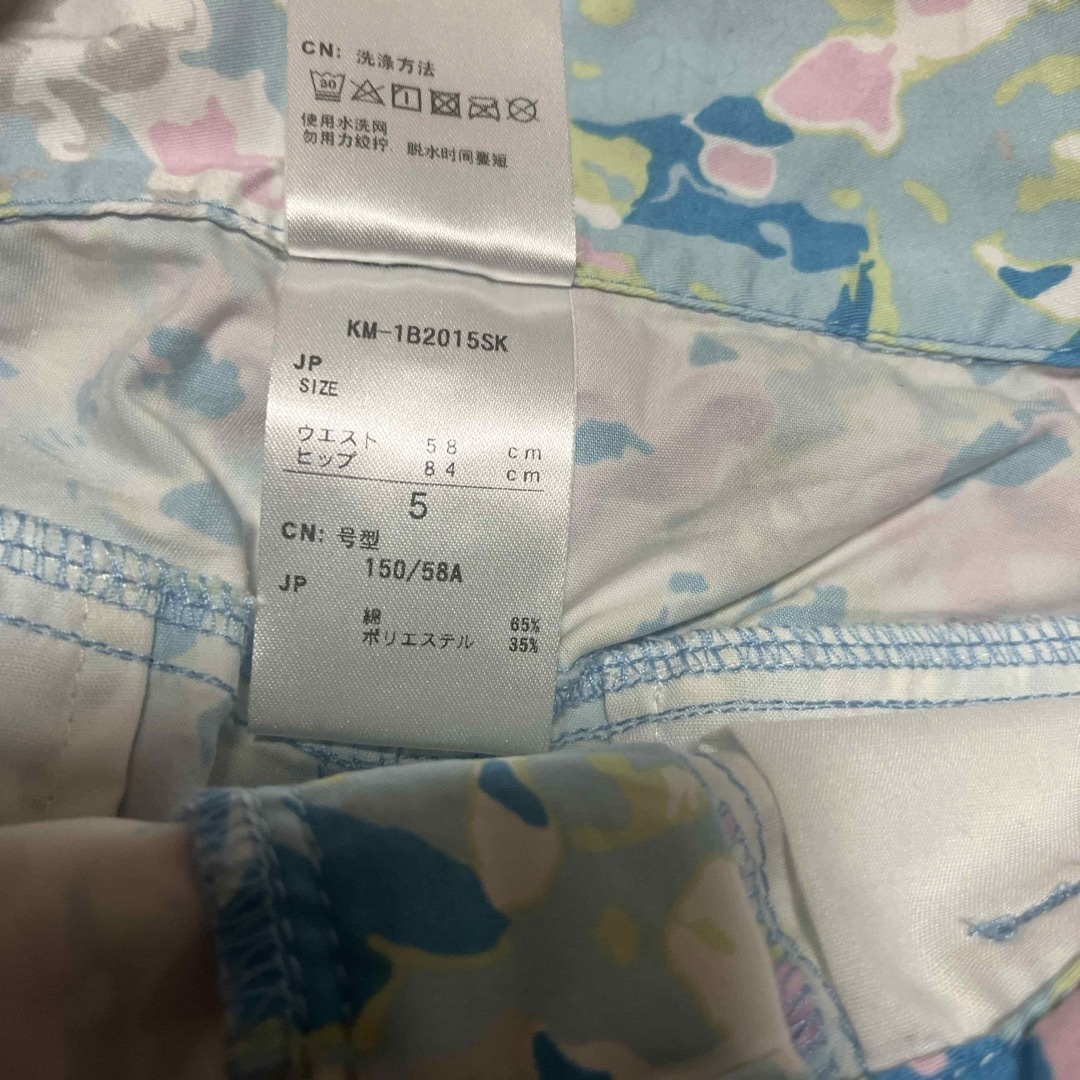 CN: 洗涤方法
30
使用水洗网
勿用力绞拧 脱水时间要短
KM-1B2015SK
JP
SIZE
ウエスト 58 cm
ヒップ 84 cm
5
CN: 号型
150/58A
JP
綿 65%
ポリエステル 35%